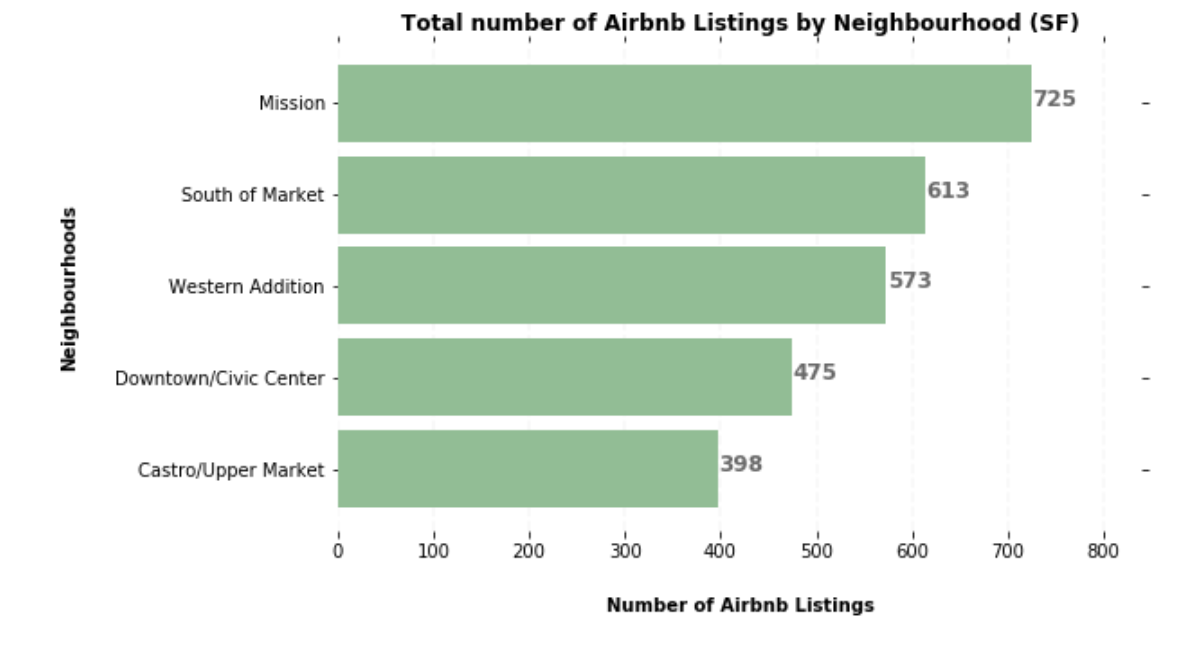 Total number of Airbnb Listings by Neighbourhood (SF)
Mission
725
South of Market
613
Western Addition
573
Downtown/Civic Center
475
Castro/Upper Market
398
Neighbourhoods
0 100 200 300 400 500 600 700 800
Number of Airbnb Listings